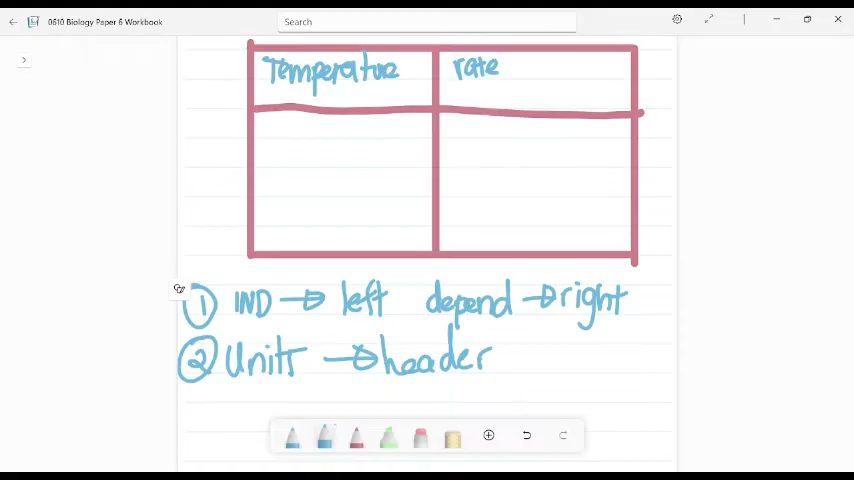 0610 Biology Paper 6 Workbook
Search
Temperature rate
① IND → left depend → right
② Units → header